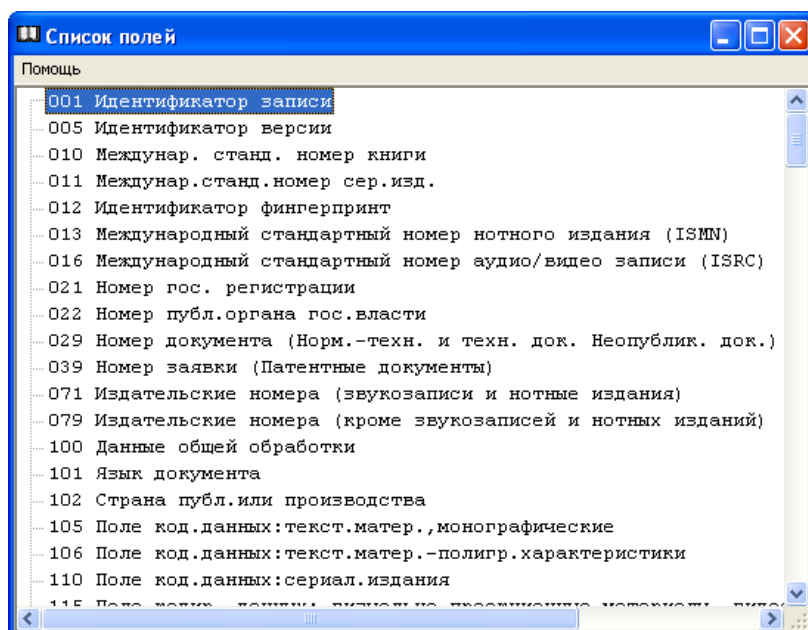 Список полей
Помощь
001 Идентификатор записи
005 Идентификатор версии
010 Междунар. станд. номер книги
011 Междунар.станд.номер сер.изд.
012 Идентификатор фингерпринт
013 Международный стандартный номер нотного издания (ISMN)
016 Международный стандартный номер аудио/видео записи (ISRC)
021 Номер гос. регистрации
022 Номер публ.органа гос.власти
029 Номер документа (Норм.-техн. и техн. док. Неопублик. док.)
039 Номер заявки (Патентные документы)
071 Издательские номера (звукозаписи и нотные издания)
079 Издательские номера (кроме звукозаписей и нотных изданий)
100 Данные общей обработки
101 Язык документа
102 Страна публ.или производства
105 Поле код.данных:текст.матер.,монографические
106 Поле код.данных:текст.матер.-полигр.характеристики
110 Поле код.данных:сериал.издания
115 Поле